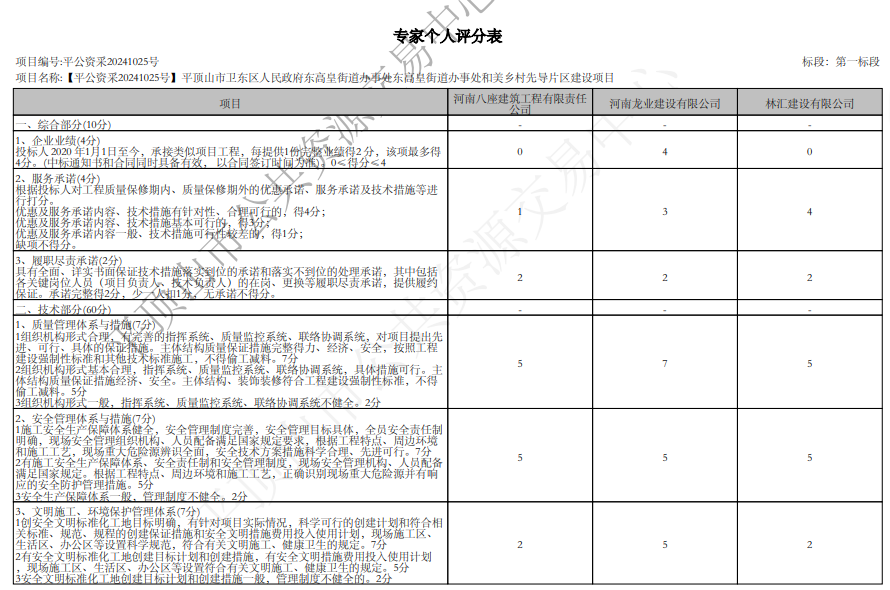 专家个人评分表
项目编号:平公资采20241025号
标段：第一标段
项目名称:【平公资采20241025号】平顶山市卫东区人民政府东高皇街道办事处东高皇街道办事处和美乡村先导片区建设项目
项目
河南八座建筑工程有限责任
公司
河南龙业建设有限公司
林汇建设有限公司
一、综合部分(10分)
-
-
-
1、企业业绩(4分)
投标人2020 年1月1日至今，承接类似项目工程，每提供1份完整业绩得2分，该项最多得
4分。(中标通知书和合同同时具备有效， 以合同签订时间为准)。0≤得分≤4
0
4
0
2、服务承诺(4分)
根据投标人对工程质量保修期内、质量保修期外的优惠承诺、服务承诺及技术措施等进
行打分。
优惠及服务承诺内容、技术措施有针对性、合理可行的，得4分；
优惠及服务承诺内容、技术措施基本可行的，得3分；
优惠及服务承诺内容一般、技术措施可行性较差的，得1分；
缺项不得分。
1
3
4
3、履职尽责承诺(2分)
具有全面、详实书面保证技术措施落实到位的承诺和落实不到位的处理承诺，其中包括
各关键岗位人员（项目负责人、技术负责人）的在岗、更换等履职尽责承诺，提供履约
保证。承诺完整得2分，少一人扣1分，无承诺不得分。
2
2
2
二、技术部分(60分)
-
-
-
1、质量管理体系与措施(7分)
1组织机构形式合理，有完善的指挥系统、质量监控系统、联络协调系统，对项目提出先
进、可行、具体的保证措施。主体结构质量保证措施完整得力、经济、安全，按照工程
建设强制性标准和其他技术标准施工，不得偷工减料。7分
2组织机构形式基本合理，指挥系统、质量监控系统、联络协调系统，具体措施可行。主
体结构质量保证措施经济、安全。主体结构、装饰装修符合工程建设强制性标准，不得
偷工减料。5分
3组织机构形式一般，指挥系统、质量监控系统、联络协调系统不健全。2分
5
7
5
2、安全管理体系与措施(7分)
1施工安全生产保障体系健全，安全管理制度完善，安全管理目标具体，全员安全责任制
明确，现场安全管理组织机构、人员配备满足国家规定要求，根据工程特点、周边环境
和施工工艺，现场重大危险源辨识全面，安全技术方案措施科学合理、先进可行。7分
2有施工安全生产保障体系、安全责任制和安全管理制度，现场安全管理机构、人员配备
满足国家规定。根据工程特点、周边环境和施工工艺，正确识别现场重大危险源并有响
应的安全防护管理措施。5分
3安全生产保障体系一般，管理制度不健全。2分
5
5
5
3、文明施工、环境保护管理体系(7分)
1创安全文明标准化工地目标明确，有针对项目实际情况，科学可行的创建计划和符合相
关标准、规范、规程的创建保证措施和安全文明措施费用投入使用计划，现场施工区、
生活区、办公区等设置科学规范，符合有关文明施工、健康卫生的规定。7分
2有安全文明标准化工地创建目标计划和创建措施，有安全文明措施费用投入使用计划
，现场施工区、生活区、办公区等设置符合有关文明施工、健康卫生的规定。5分
3安全文明标准化工地创建目标计划和创建措施一般，管理制度不健全的。2分
2
5
2
平顶山市公共资源交易中心
平顶山市公共资源交易中心